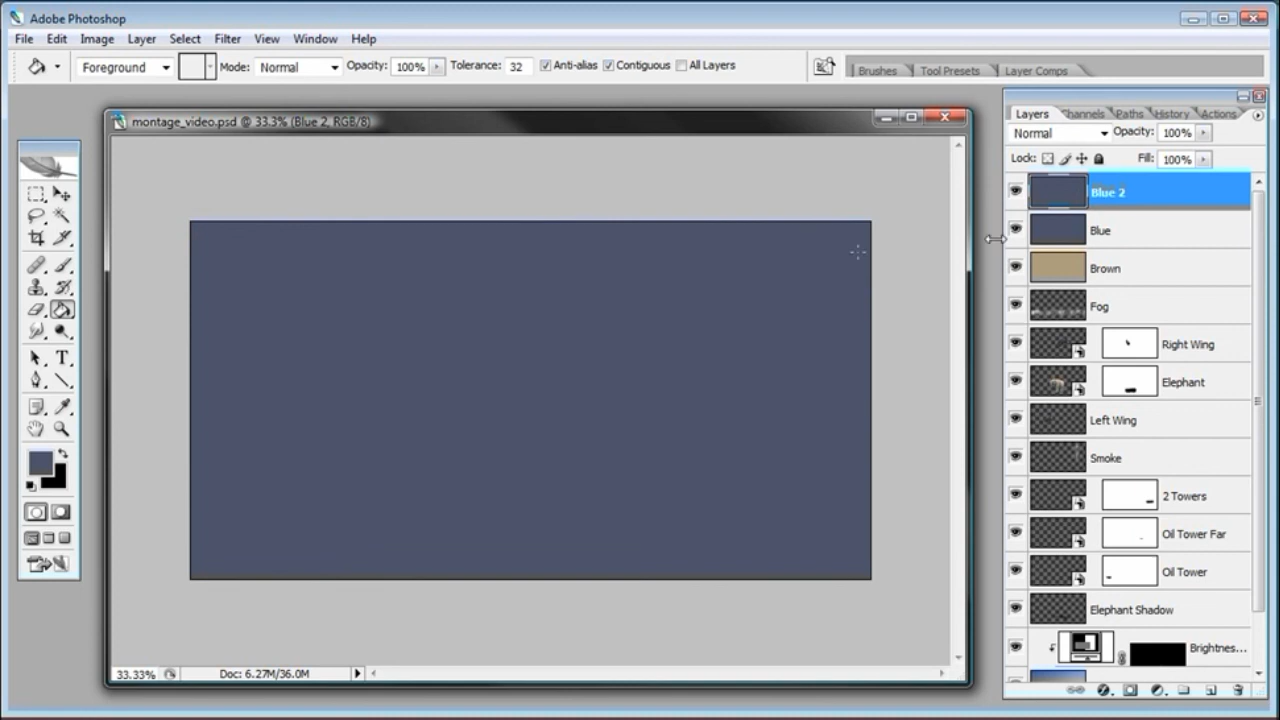 Adobe Photoshop
File Edit Image Layer Select Filter View Window Help
Foreground Mode: Normal Opacity: 100% Tolerance: 32 Anti-alias Contiguous All Layers
Brushes Tool Presets Layer Comps
montage_video.psd @ 33.3% (Blue 2, RGB/8)
Layers Channels Paths History Actions
Normal Opacity: 100%
Lock: Fill: 100%
Blue 2
Blue
Brown
Fog
Right Wing
Elephant
Left Wing
Smoke
2 Towers
Oil Tower Far
Oil Tower
Elephant Shadow
Brightnes...
33.33% Doc: 6.27M/36.0M